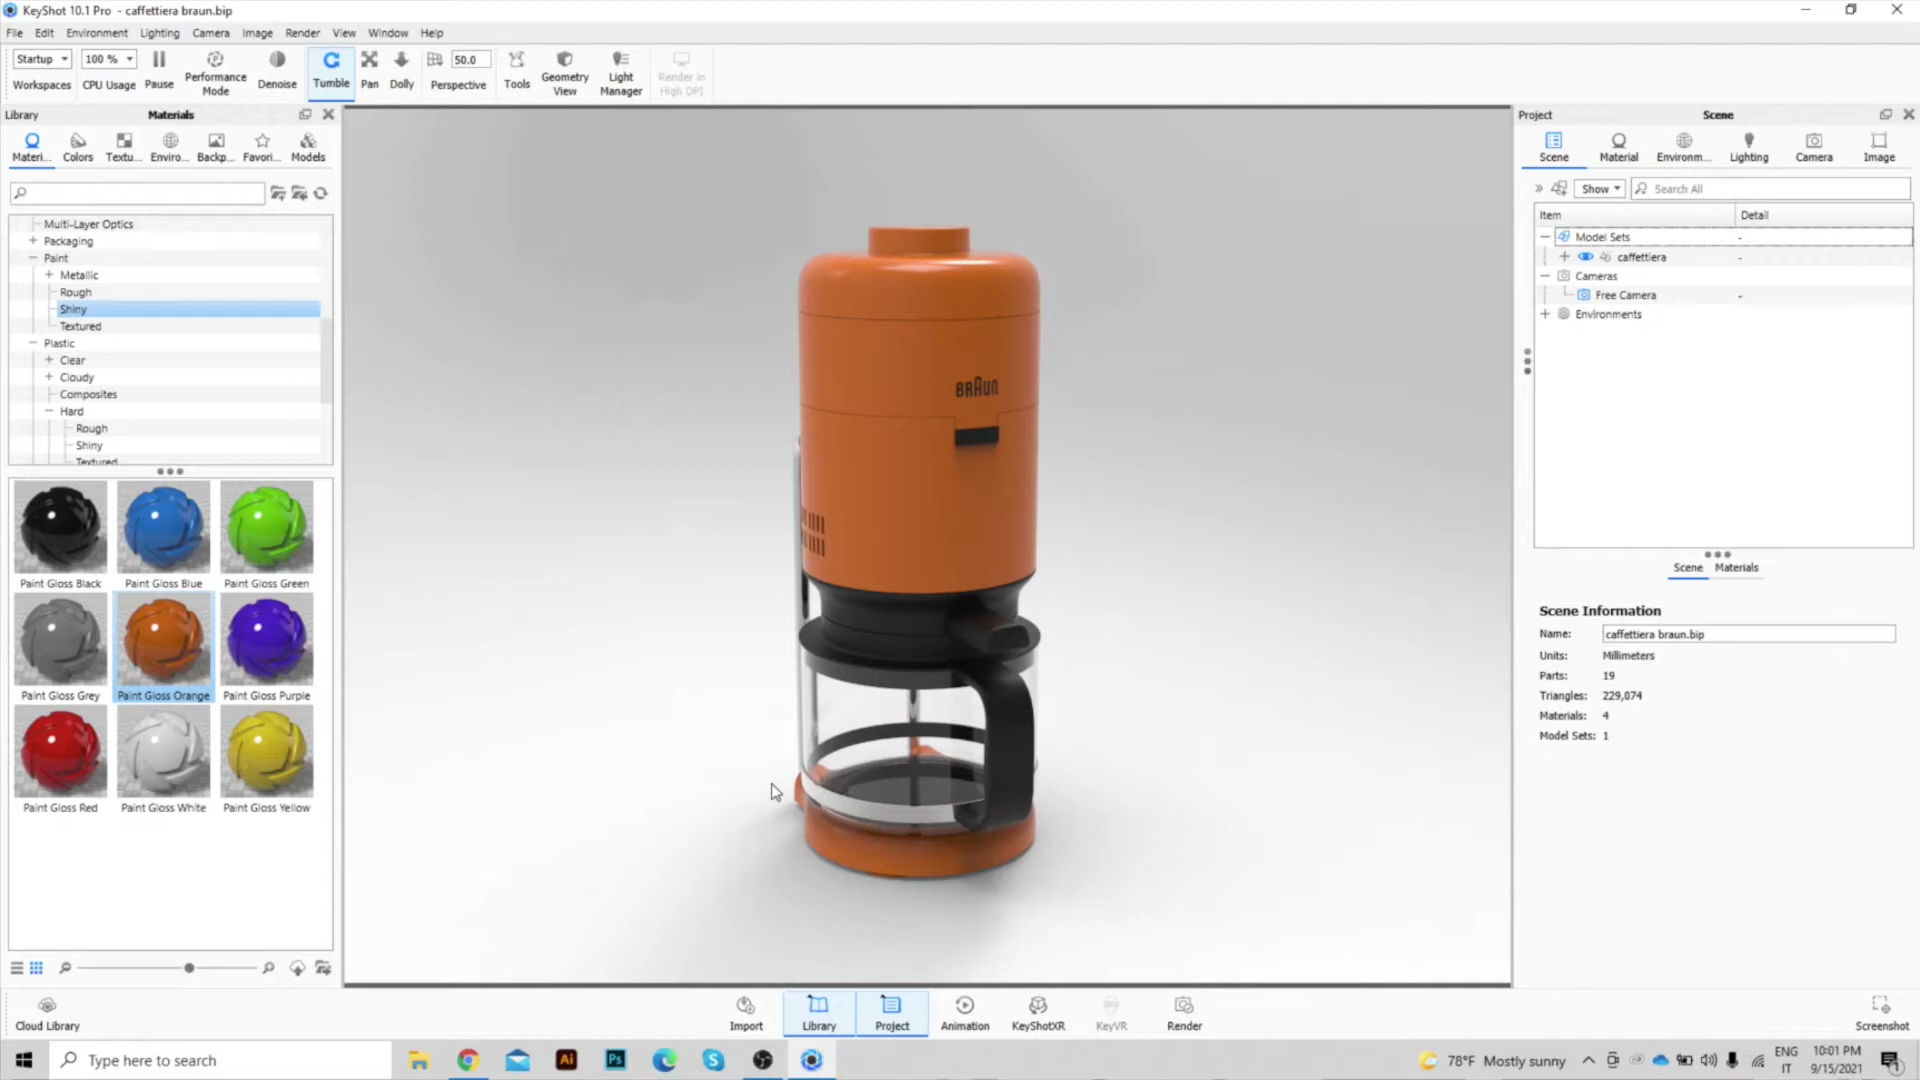 KeyShot 10.1 Pro - caffettiera braun.bip
File Edit Environment Lighting Camera Image Render View Window Help
Startup 100 % 50.0
Workspaces CPU Usage Pause Performance Mode Denoise Tumble Pan Dolly Perspective Tools Geometry View Light Manager Render in High DPI
Library Materials
Materi... Colors Textu... Enviro... Backp... Favori... Models
Multi-Layer Optics
Packaging
Paint
Metallic
Rough
Shiny
Textured
Plastic
Clear
Cloudy
Composites
Hard
Rough
Shiny
Textured
Paint Gloss Black Paint Gloss Blue Paint Gloss Green
Paint Gloss Grey Paint Gloss Orange Paint Gloss Purple
Paint Gloss Red Paint Gloss White Paint Gloss Yellow
BRAun
Project Scene
Scene Material Environm... Lighting Camera Image
Show Search All
Item Detail
Model Sets -
caffettiera -
Cameras
Free Camera -
Environments
Scene Materials
Scene Information
Name: caffettiera braun.bip
Units: Millimeters
Parts: 19
Triangles: 229,074
Materials: 4
Model Sets: 1
Cloud Library Import Library Project Animation KeyShotXR KeyVR Render Screenshot
Type here to search Ai Ps 78°F Mostly sunny ENG IT 10:01 PM 9/15/2021 1